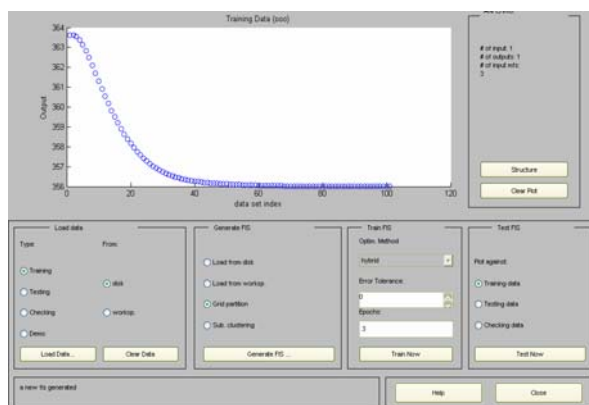 Training Data (ooo)
364
363
362
361
360
359
358
357
356
Output
0
20
40
60
80
100
120
data set index
# of input: 1
# of outputs: 1
# of input mfs:
3
Structure
Clear Plot
Load data
Type:
From:
Training
Testing
Checking
Demo
disk
worksp.
Load Data...
Clear Data
Generate FIS
Load from disk
Load from worksp.
Grid partition
Sub. clustering
Generate FIS ...
Train FIS
Optim. Method:
hybrid
Error Tolerance:
0
Epochs:
3
Train Now
Test FIS
Plot against:
Training data
Testing data
Checking data
Test Now
a new fis generated
Help
Close